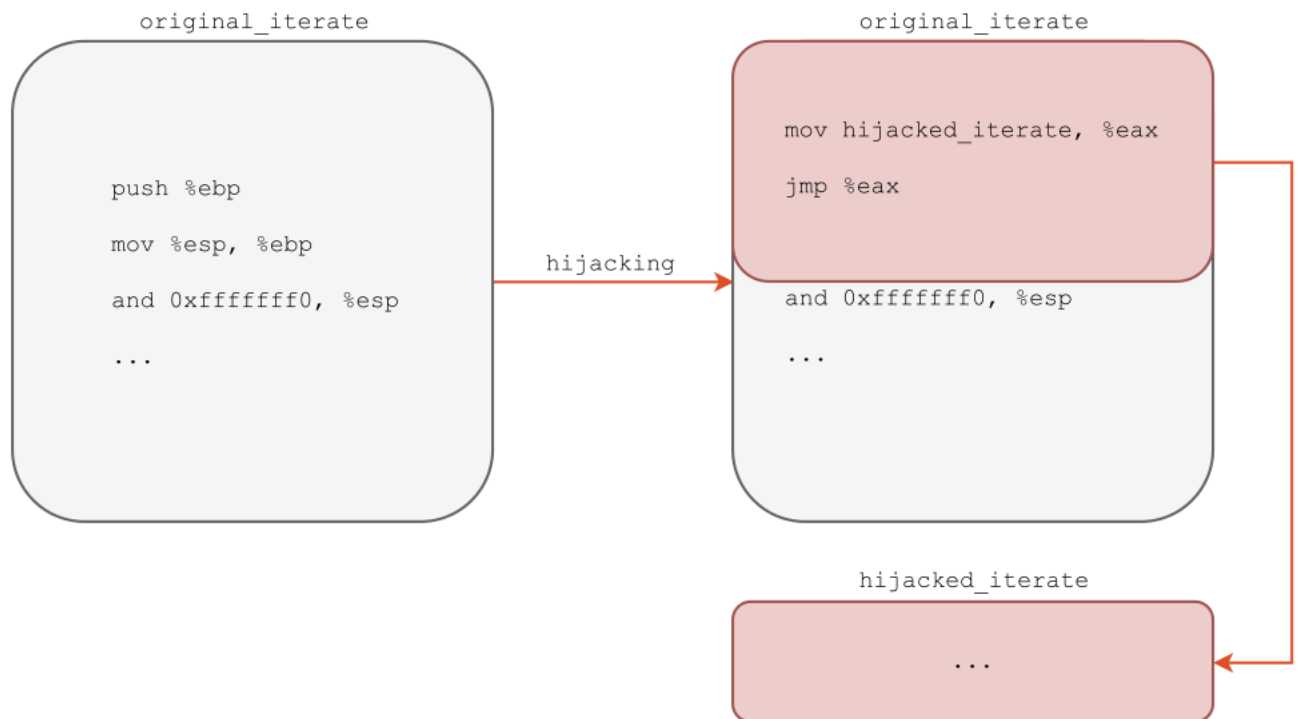 original_iterate
push %ebp
mov %esp, %ebp
and 0xfffffff0, %esp
...
hijacking
original_iterate
mov hijacked_iterate, %eax
jmp %eax
and 0xfffffff0, %esp
...
hijacked_iterate
...